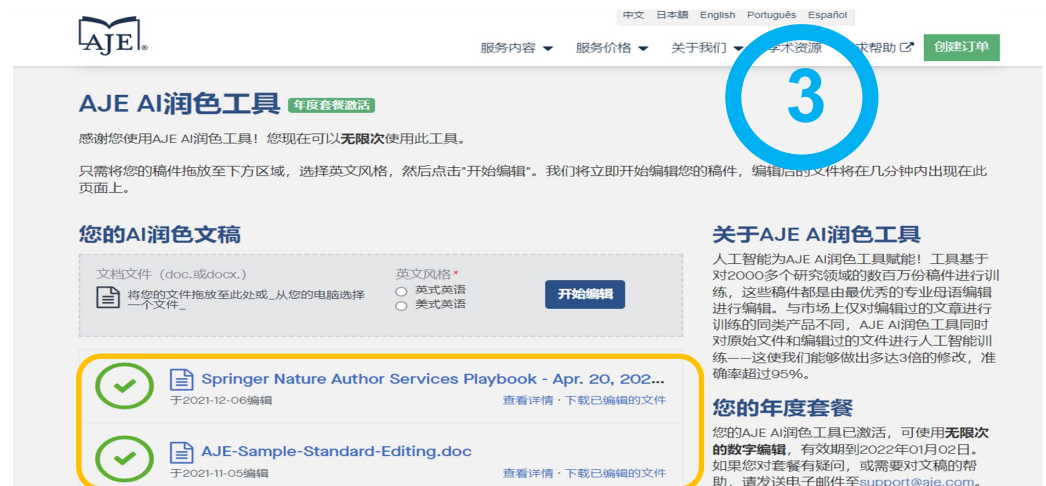 中文 日本語 English Português Español
AJE
服务内容 服务价格 关于我们 学术资源 求帮助 创建订单
3
AJE AI润色工具 年度套餐激活
感谢您使用AJE AI润色工具！您现在可以无限次使用此工具。
只需将您的稿件拖放至下方区域，选择英文风格，然后点击"开始编辑"。我们将立即开始编辑您的稿件，编辑后的文件将在几分钟内出现在此
页面上。
您的AI润色文稿
文档文件（doc.或docx.）
将您的文件拖放至此处或_从您的电脑选择
一个文件_
英文风格*
英式英语
美式英语
开始编辑
Springer Nature Author Services Playbook - Apr. 20, 202...
于2021-12-06编辑 查看详情·下载已编辑的文件
AJE-Sample-Standard-Editing.doc
于2021-11-05编辑 查看详情·下载已编辑的文件
关于AJE AI润色工具
人工智能为AJE AI润色工具赋能！工具基于
对2000多个研究领域的数百万份稿件进行训
练，这些稿件都是由最优秀的专业母语编辑
进行编辑。与市场上仅对编辑过的文章进行
训练的同类产品不同，AJE AI润色工具同时
对原始文件和编辑过的文件进行人工智能训
练——这使我们能够做出多达3倍的修改，准
确率超过95%。
您的年度套餐
您的AJE AI润色工具已激活，可使用无限次
的数字编辑，有效期到2022年01月02日。
如果您对套餐有疑问，或需要对文稿的帮
助，请发送电子邮件至support@aje.com。